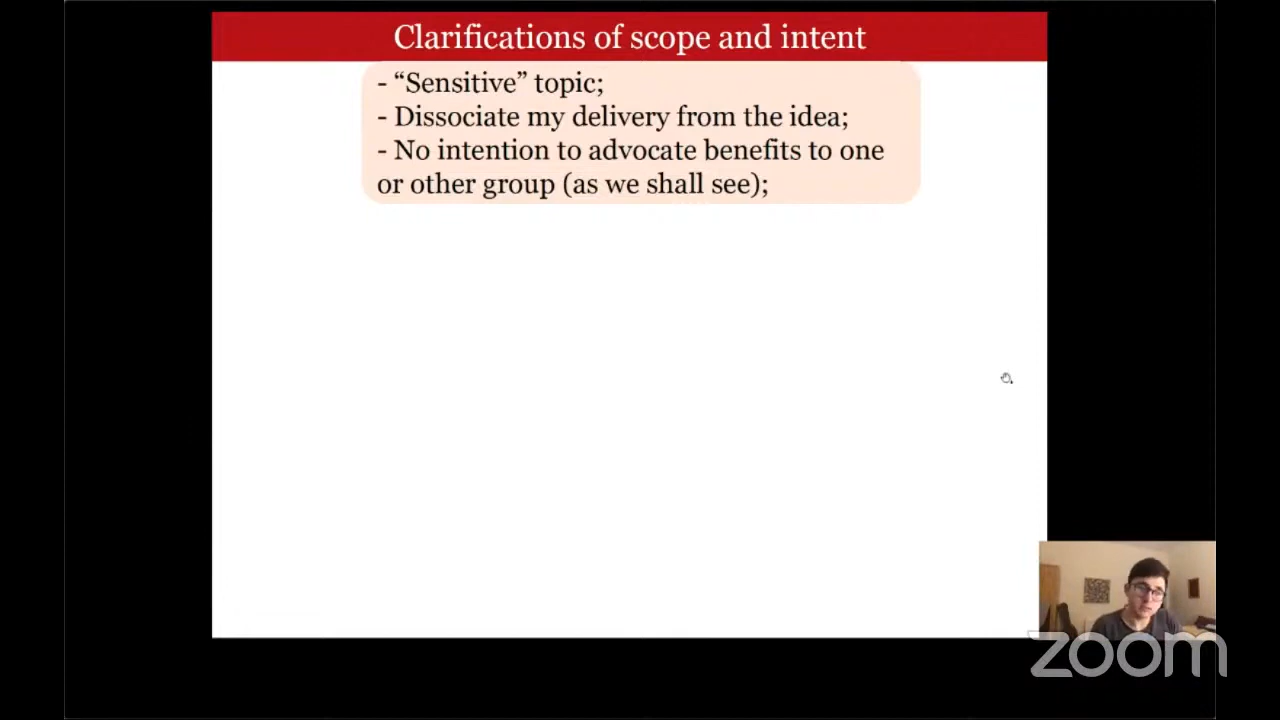 Clarifications of scope and intent
- “Sensitive” topic;
- Dissociate my delivery from the idea;
- No intention to advocate benefits to one
or other group (as we shall see);
zoom